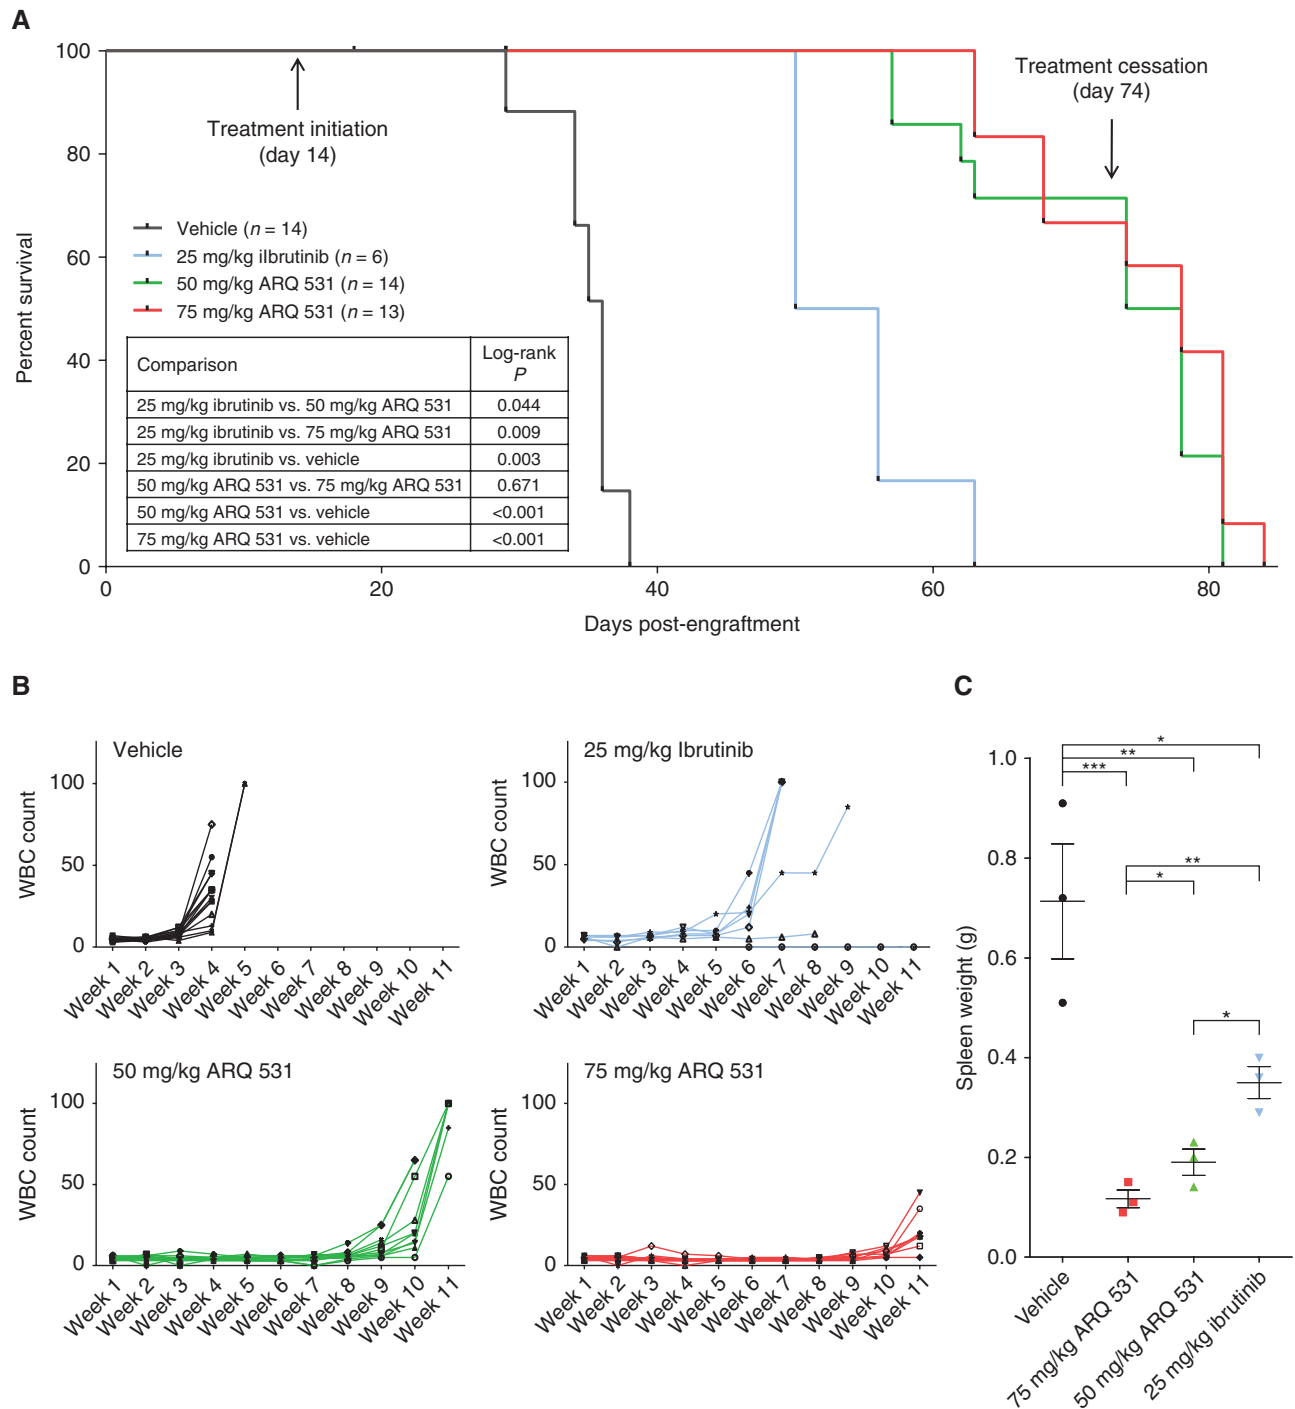 A
100
80
60
40
20
0
Percent survival
0
20
40
60
80
Days post-engraftment
Treatment initiation
(day 14)
Treatment cessation
(day 74)
Vehicle (n = 14)
25 mg/kg iIbrutinib (n = 6)
50 mg/kg ARQ 531 (n = 14)
75 mg/kg ARQ 531 (n = 13)
Comparison
Log-rank
P
25 mg/kg ibrutinib vs. 50 mg/kg ARQ 531 0.044
25 mg/kg ibrutinib vs. 75 mg/kg ARQ 531 0.009
25 mg/kg ibrutinib vs. vehicle 0.003
50 mg/kg ARQ 531 vs. 75 mg/kg ARQ 531 0.671
50 mg/kg ARQ 531 vs. vehicle <0.001
75 mg/kg ARQ 531 vs. vehicle <0.001
B
Vehicle
WBC count
100
50
0
Week 1
Week 2
Week 3
Week 4
Week 5
Week 6
Week 7
Week 8
Week 9
Week 10
Week 11
25 mg/kg Ibrutinib
WBC count
100
50
0
Week 1
Week 2
Week 3
Week 4
Week 5
Week 6
Week 7
Week 8
Week 9
Week 10
Week 11
50 mg/kg ARQ 531
WBC count
100
50
0
Week 1
Week 2
Week 3
Week 4
Week 5
Week 6
Week 7
Week 8
Week 9
Week 10
Week 11
75 mg/kg ARQ 531
WBC count
100
50
0
Week 1
Week 2
Week 3
Week 4
Week 5
Week 6
Week 7
Week 8
Week 9
Week 10
Week 11
C
Spleen weight (g)
1.0
0.8
0.6
0.4
0.2
0.0
*
**
***
**
*
*
Vehicle
75 mg/kg ARQ 531
50 mg/kg ARQ 531
25 mg/kg ibrutinib